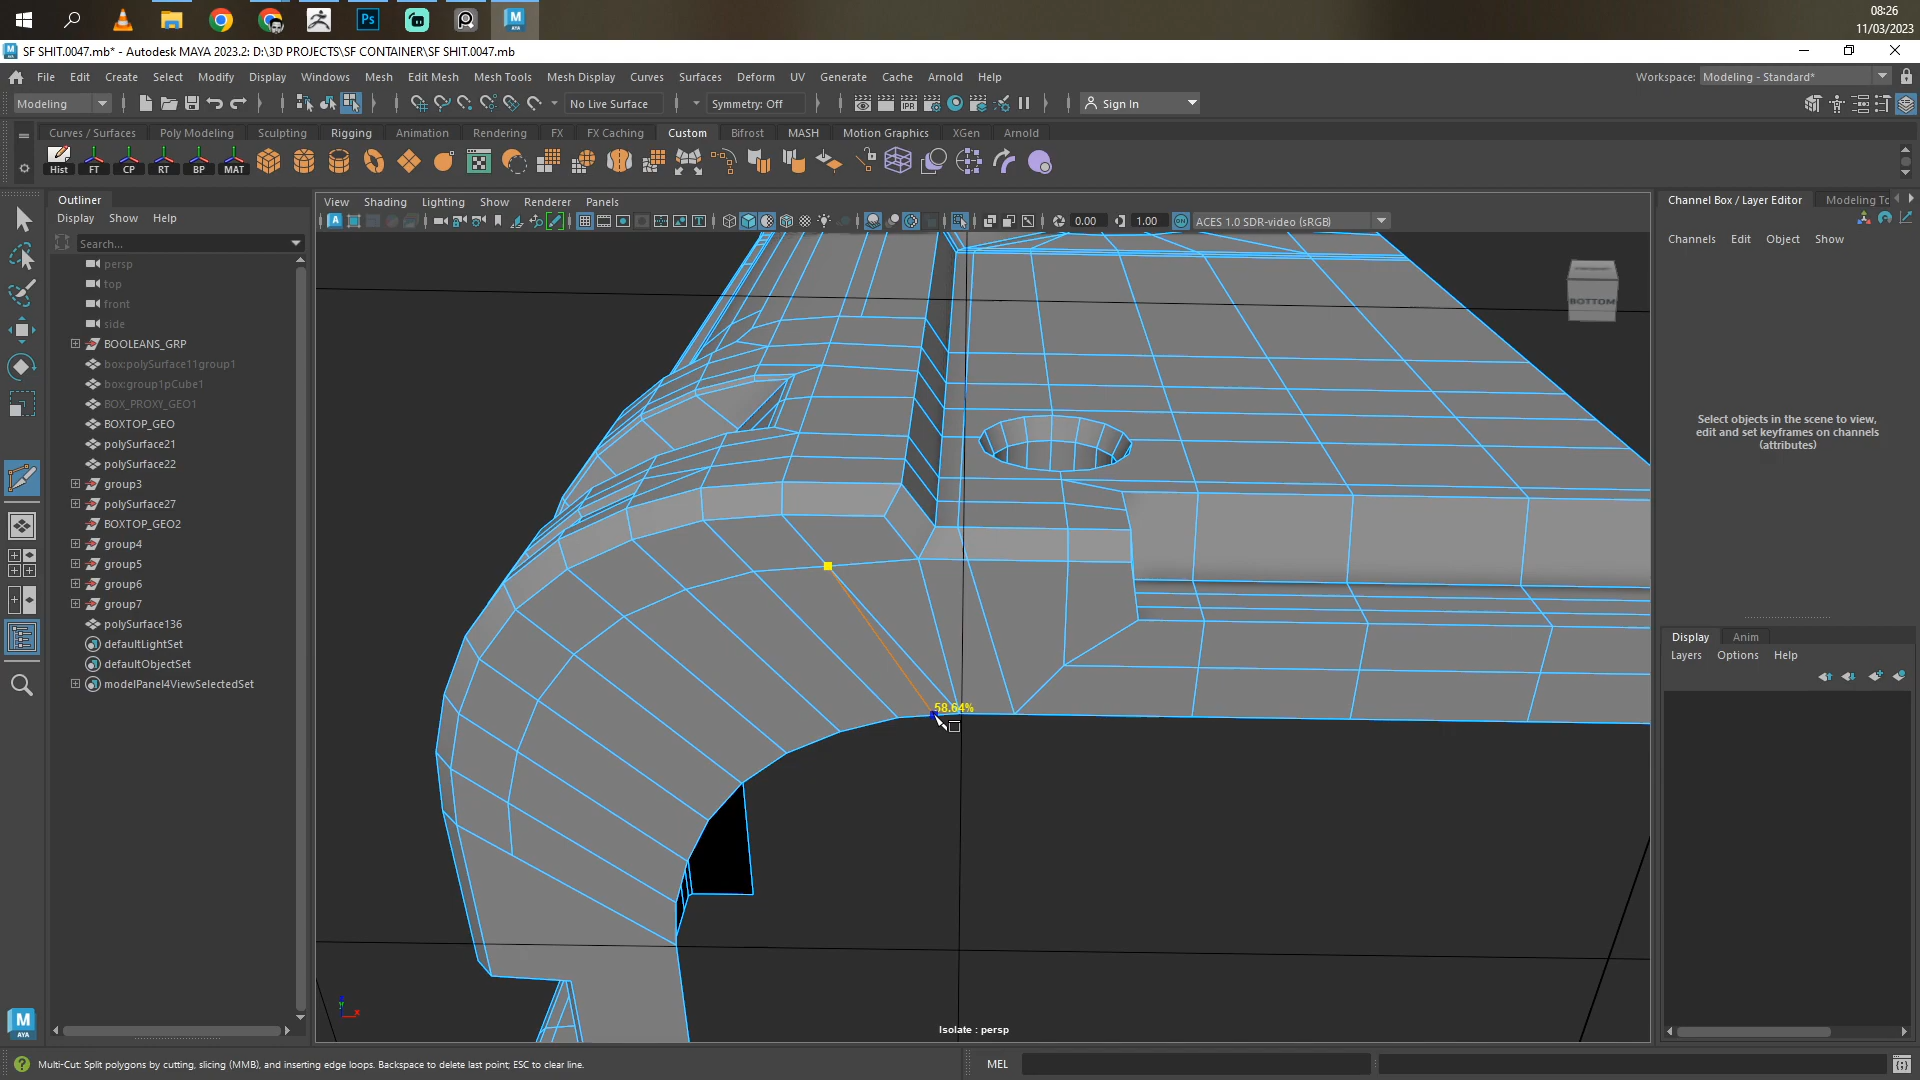 08:26
11/03/2023
SF SHIT.0047.mb* - Autodesk MAYA 2023.2: D:\3D PROJECTS\SF CONTAINER\SF SHIT.0047.mb
File Edit Create Select Modify Display Windows Mesh Edit Mesh Mesh Tools Mesh Display Curves Surfaces Deform UV Generate Cache Arnold Help
Workspace: Modeling - Standard*
Modeling No Live Surface Symmetry: Off IPR Sign In
Curves / Surfaces Poly Modeling Sculpting Rigging Animation Rendering FX FX Caching Custom Bifrost MASH Motion Graphics XGen Arnold
Hist FT CP RT BP MAT
Outliner
Display Show Help
Search...
persp
top
front
side
BOOLEANS_GRP
box:polySurface11group1
box:group1pCube1
BOX_PROXY_GEO1
BOXTOP_GEO
polySurface21
polySurface22
group3
polySurface27
BOXTOP_GEO2
group4
group5
group6
group7
polySurface136
defaultLightSet
defaultObjectSet
modelPanel4ViewSelectedSet
View Shading Lighting Show Renderer Panels
0.00 1.00 ACES 1.0 SDR-video (sRGB)
BOTTOM
58.64%
Isolate : persp
Channel Box / Layer Editor Modeling To
Channels Edit Object Show
Select objects in the scene to view,
edit and set keyframes on channels
(attributes)
Display Anim
Layers Options Help
Multi-Cut: Split polygons by cutting, slicing (MMB), and inserting edge loops. Backspace to delete last point; ESC to clear line.
MEL